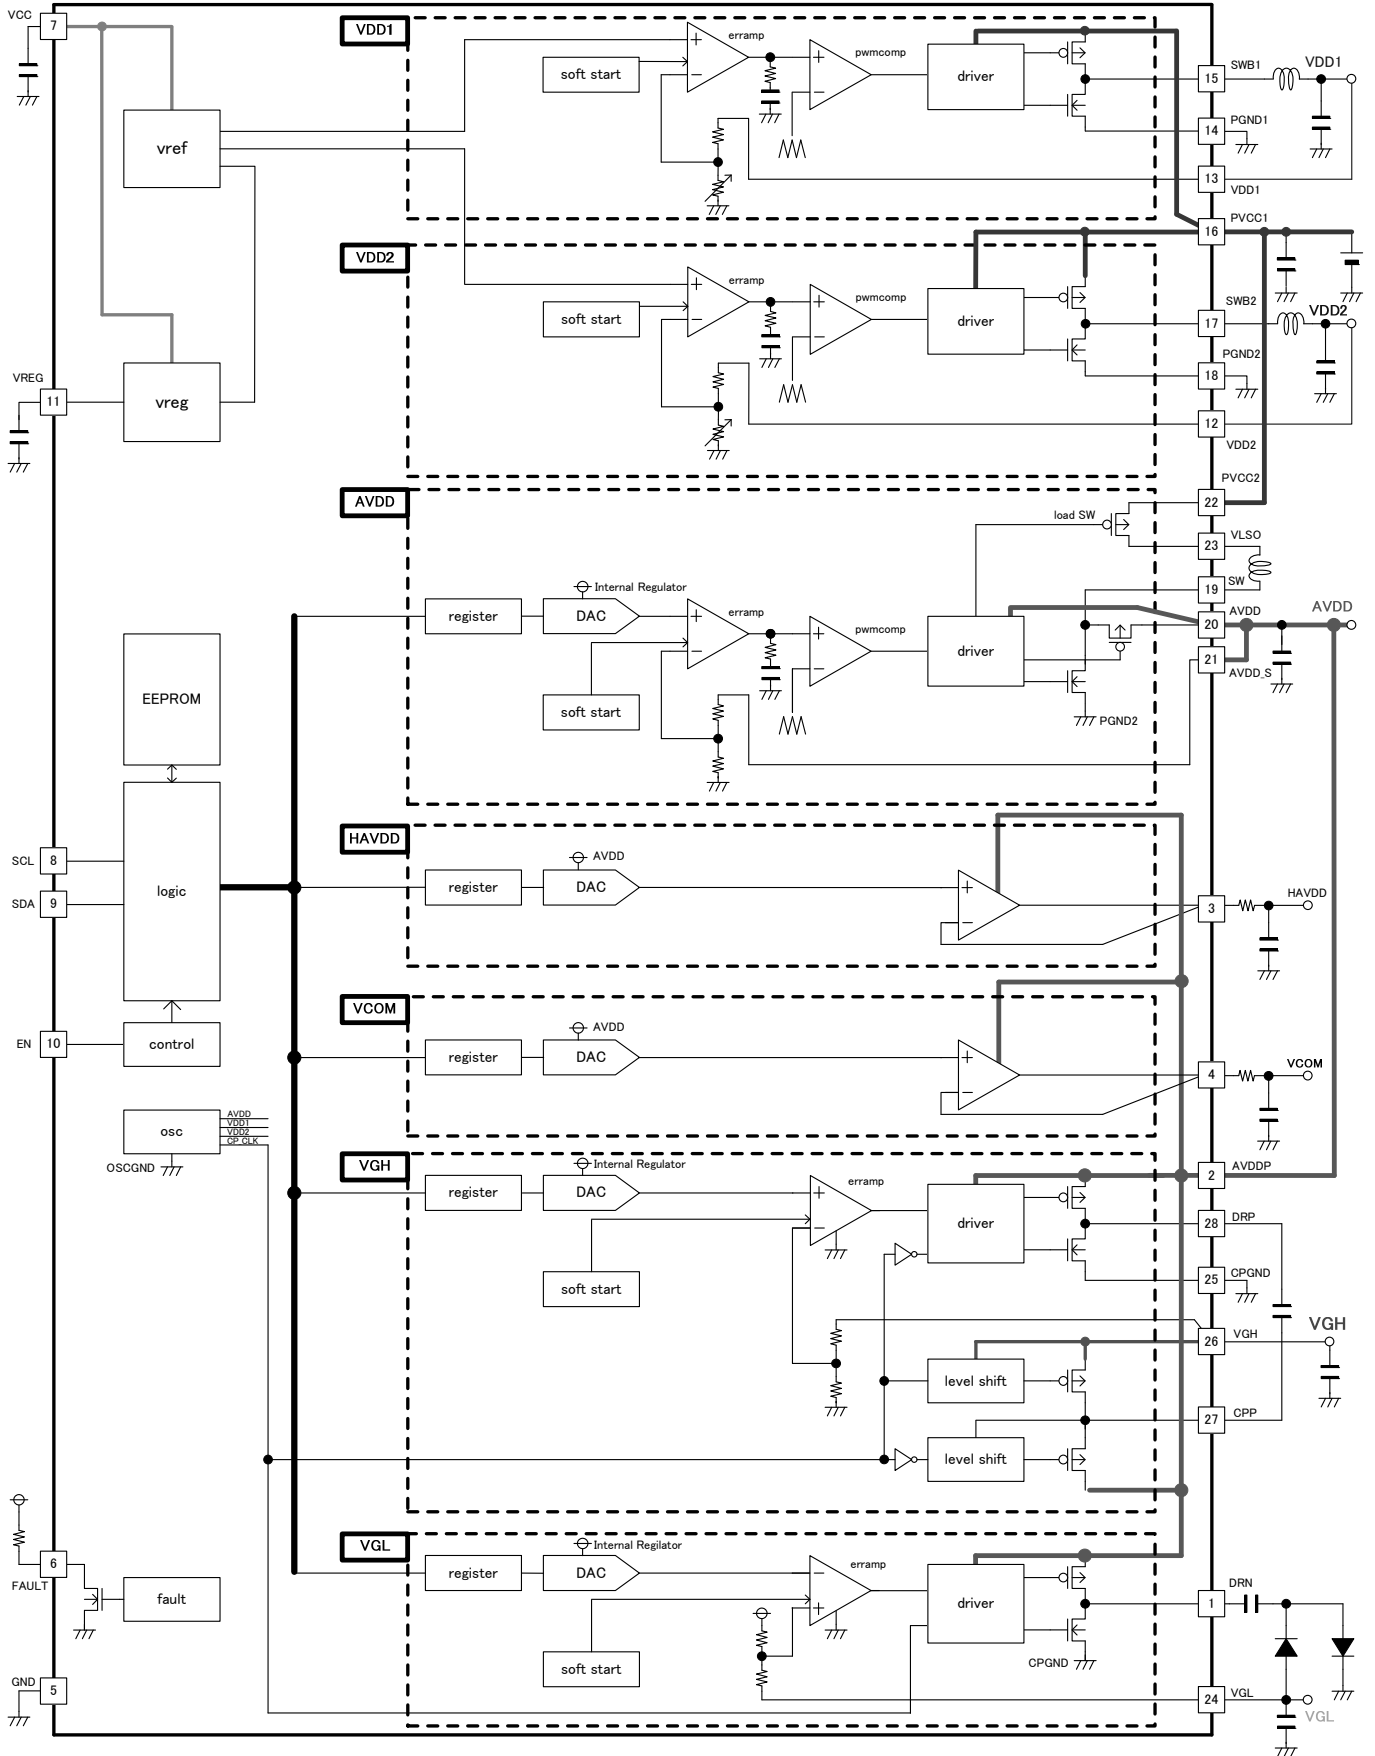 VCC
7
VDD1
erramp
pwmcomp
soft start
driver
15
SWB1
VDD1
14
PGND1
vref
13
VDD1
16
PVCC1
VDD2
erramp
pwmcomp
soft start
driver
SWB2
17
VDD2
PGND2
18
VREG
11
vreg
12
VDD2
PVCC2
AVDD
22
load SW
23
VLSO
19
SW
Internal Regulator
register
DAC
erramp
pwmcomp
driver
20
AVDD
AVDD
21
AVDD_S
soft start
PGND2
EEPROM
HAVDD
SCL
8
SDA
9
logic
AVDD
register
DAC
3
HAVDD
VCOM
EN
10
control
AVDD
register
DAC
4
VCOM
osc
AVDD
VDD1
VDD2
CP CLK
OSCGND
VGH
Internal Regulator
register
DAC
erramp
driver
2
AVDDP
28
DRP
soft start
25
CPGND
26
VGH
VGH
level shift
27
CPP
level shift
VGL
Internal Regilator
register
DAC
erramp
driver
6
FAULT
fault
1
DRN
soft start
CPGND
GND
5
24
VGL
VGL